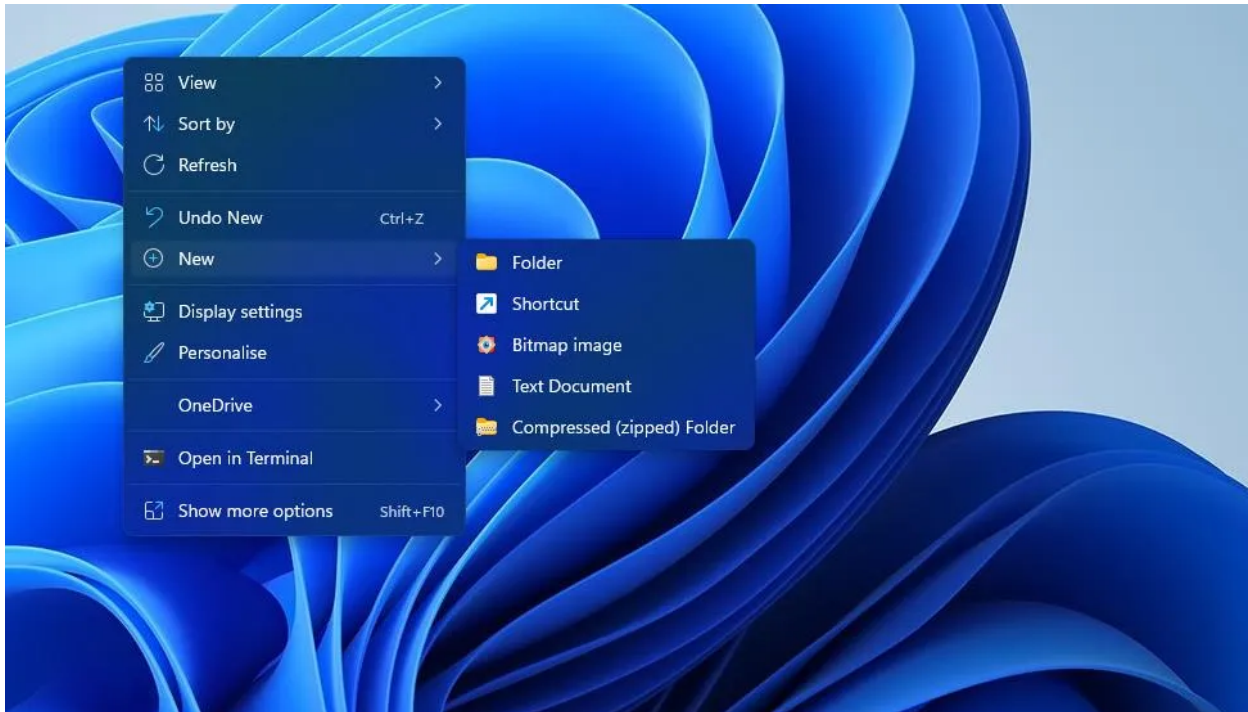 View
Sort by
Refresh
Undo New Ctrl+Z
New
Display settings
Personalise
OneDrive
Open in Terminal
Show more options Shift+F10
Folder
Shortcut
Bitmap image
Text Document
Compressed (zipped) Folder